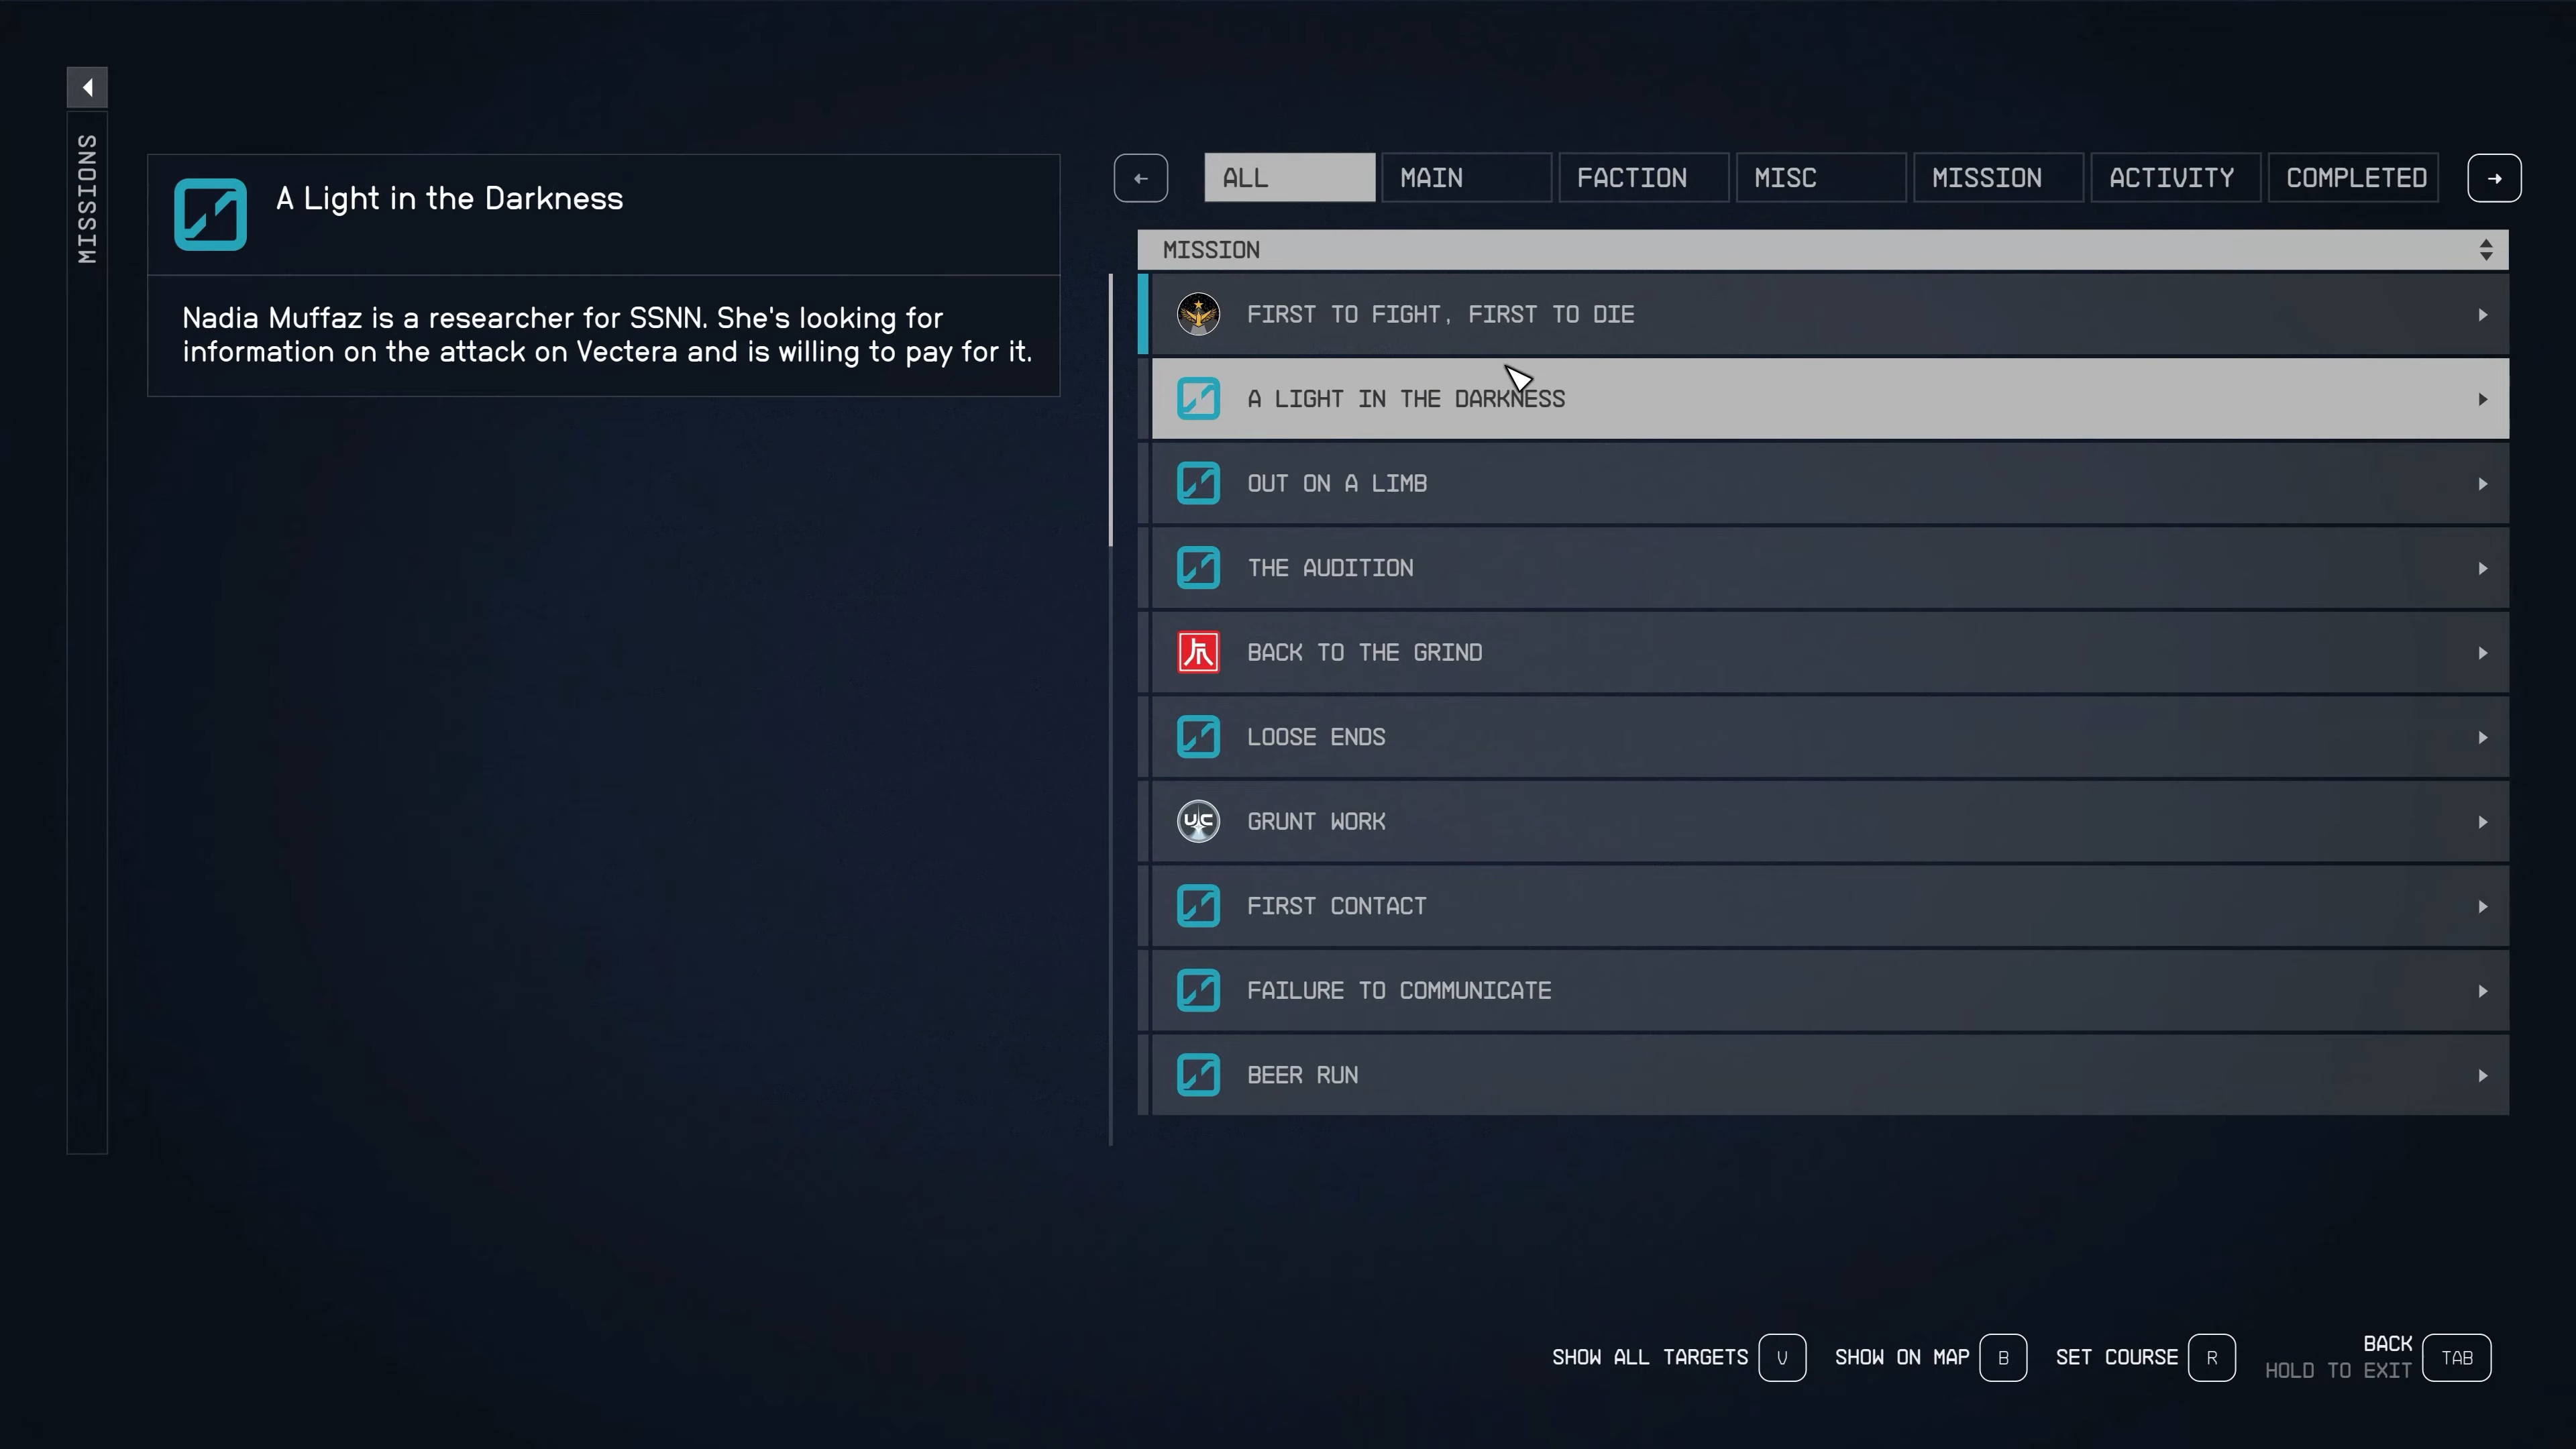 MISSIONS
A Light in the Darkness
Nadia Muffaz is a researcher for SSNN. She's looking for
information on the attack on Vectera and is willing to pay for it.
ALL MAIN FACTION MISC MISSION ACTIVITY COMPLETED
MISSION
FIRST TO FIGHT, FIRST TO DIE
A LIGHT IN THE DARKNESS
OUT ON A LIMB
THE AUDITION
BACK TO THE GRIND
LOOSE ENDS
UC GRUNT WORK
FIRST CONTACT
FAILURE TO COMMUNICATE
BEER RUN
SHOW ALL TARGETS V SHOW ON MAP B SET COURSE R BACK TAB
HOLD TO EXIT